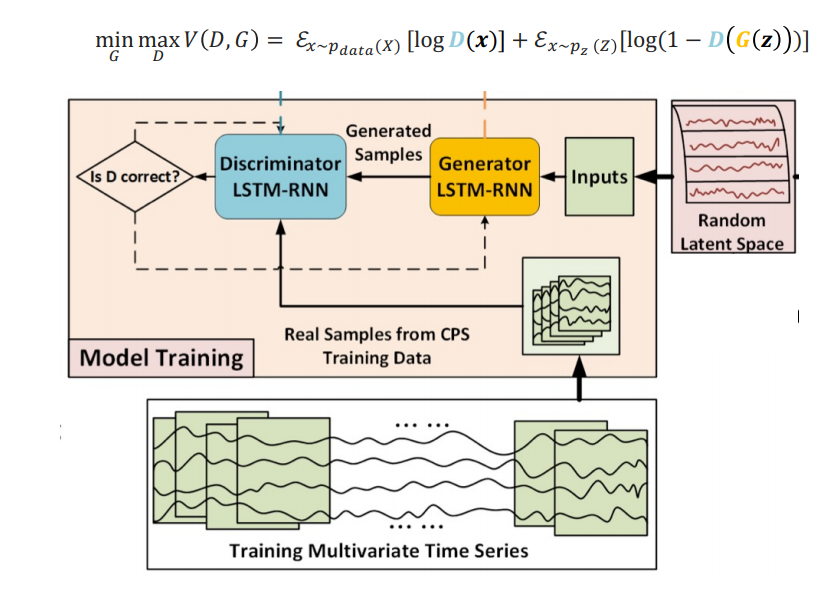 min max V(D, G) = ℰx~pdata(X) [log D(x)] + ℰx~pz(Z)[log(1 − D(G(z)))]
G D
Generated
Samples
Is D correct?
Discriminator
LSTM-RNN
Generator
LSTM-RNN
Inputs
Random
Latent Space
Real Samples from CPS
Training Data
Model Training
... ...
... ...
Training Multivariate Time Series